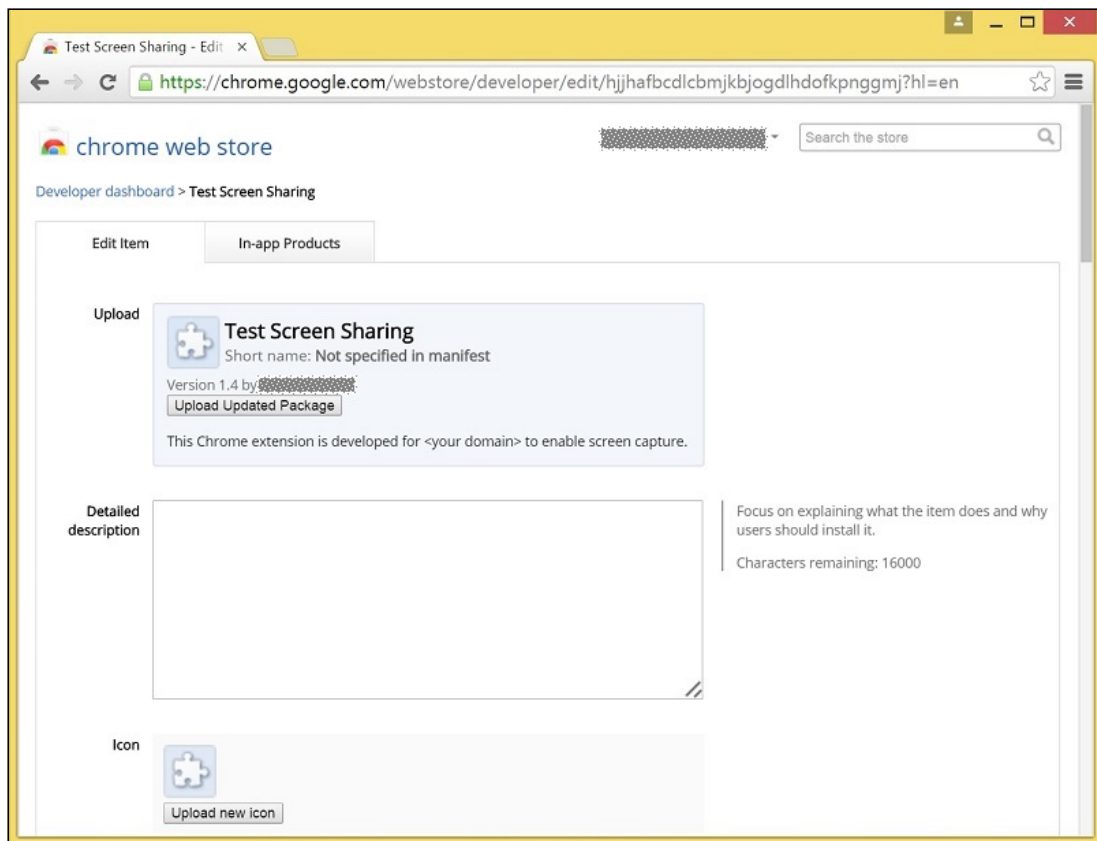 Test Screen Sharing - Edit
https://chrome.google.com/webstore/developer/edit/hjjhafbcdlcbmjkbjogdlhdofkpnggmj?hl=en
chrome web store
Search the store
Developer dashboard > Test Screen Sharing
Edit Item
In-app Products
Upload
Test Screen Sharing
Short name: Not specified in manifest
Version 1.4 by
Upload Updated Package
This Chrome extension is developed for <your domain> to enable screen capture.
Detailed
description
Focus on explaining what the item does and why
users should install it.
Characters remaining: 16000
Icon
Upload new icon